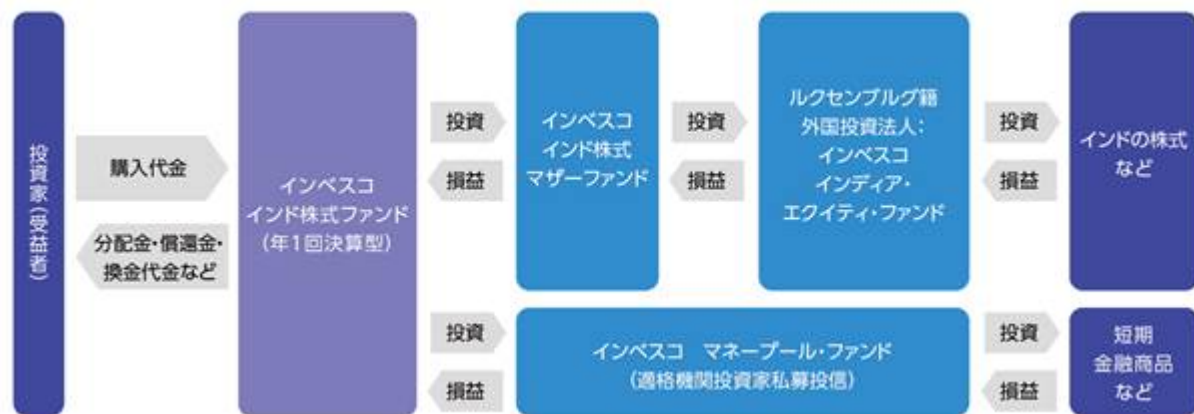 投資家（受益者）
購入代金
分配金・償還金・
換金代金など
インベスコ
インド株式ファンド
（年1回決算型）
投資
損益
インベスコ
インド株式
マザーファンド
投資
損益
ルクセンブルグ籍
外国投資法人：
インベスコ
インディア・
エクイティ・ファンド
投資
損益
インドの株式
など
投資
損益
インベスコ　マネープール・ファンド
（適格機関投資家私募投信）
投資
損益
短期
金融商品
など